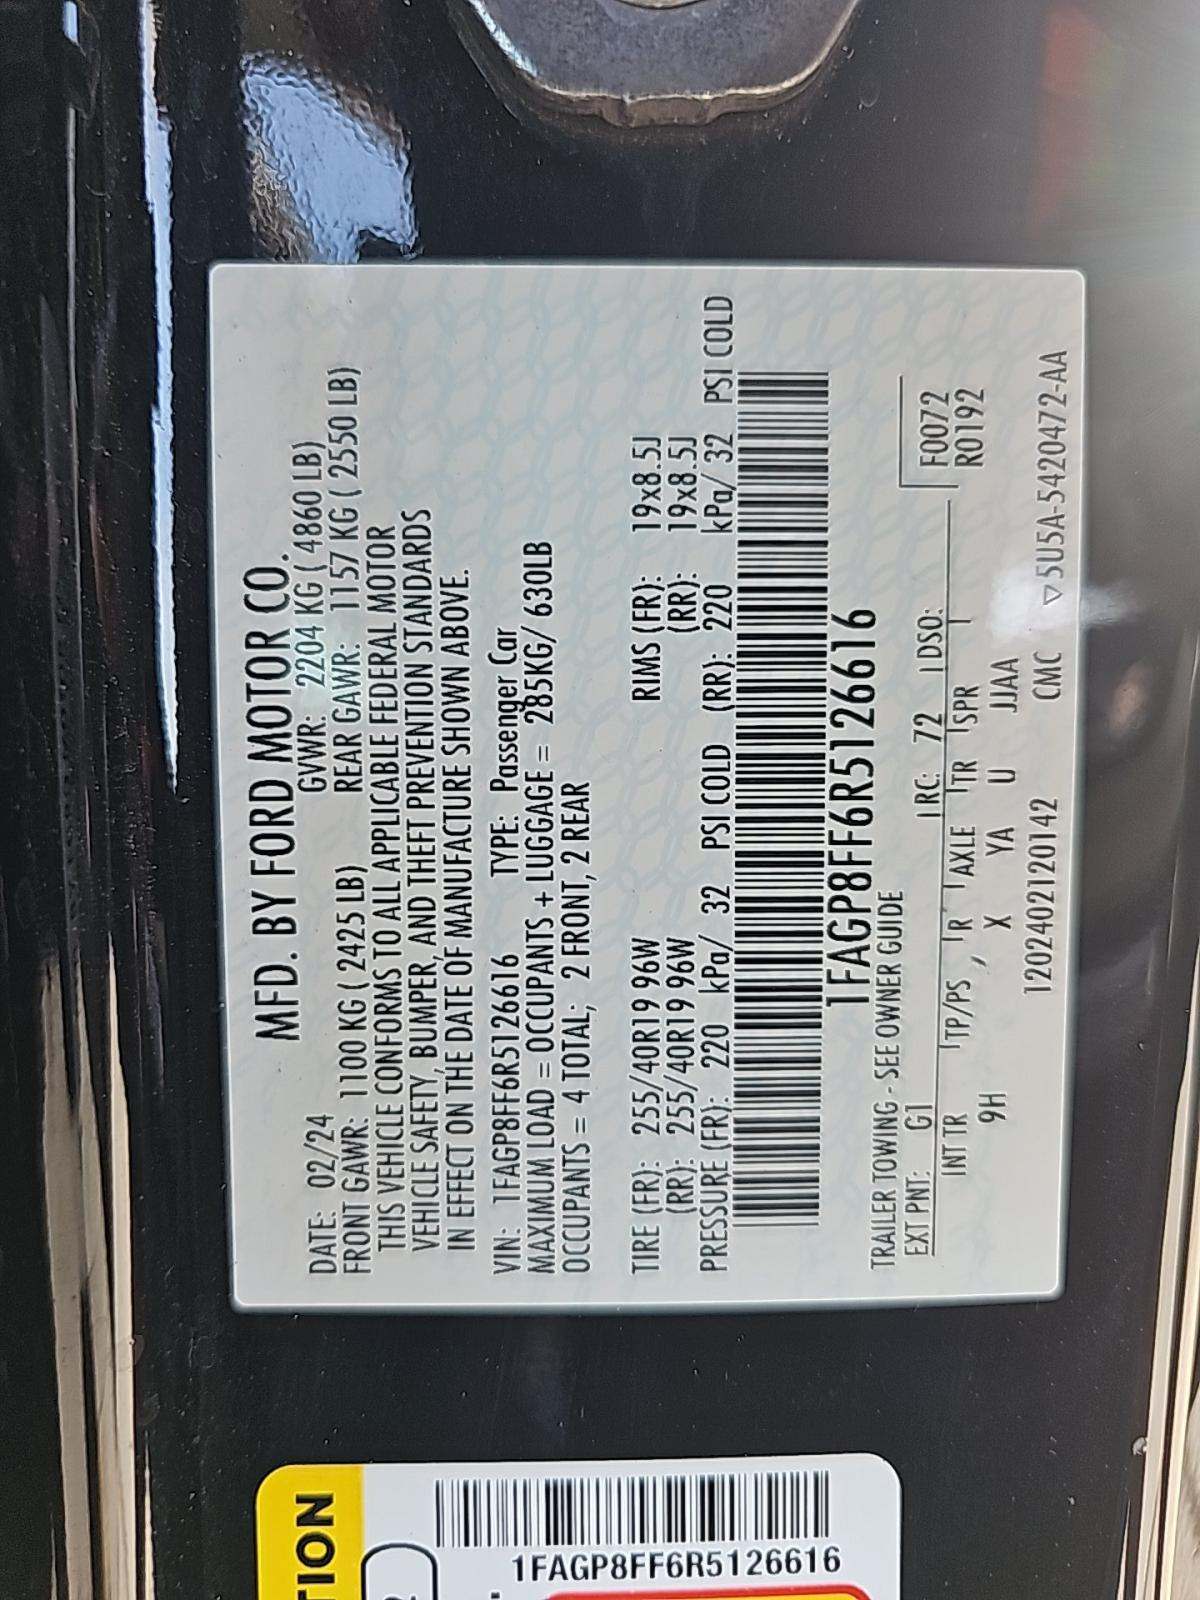 MFD. BY FORD MOTOR CO.
DATE: 02/24 GVWR: 2204 KG ( 4860 LB)
FRONT GAWR: 1100 KG ( 2425 LB) REAR GAWR: 1157 KG ( 2550 LB)
THIS VEHICLE CONFORMS TO ALL APPLICABLE FEDERAL MOTOR
VEHICLE SAFETY, BUMPER, AND THEFT PREVENTION STANDARDS
IN EFFECT ON THE DATE OF MANUFACTURE SHOWN ABOVE.
VIN: 1FAGP8FF6R5126616 TYPE: Passenger Car
MAXIMUM LOAD = OCCUPANTS + LUGGAGE = 285KG/ 630LB
OCCUPANTS = 4 TOTAL; 2 FRONT, 2 REAR
TIRE (FR): 255/40R19 96W RIMS (FR): 19x8.5J
(RR): 255/40R19 96W (RR): 19x8.5J
PRESSURE (FR): 220 kPa/ 32 PSI COLD (RR): 220 kPa/ 32 PSI COLD
1FAGP8FF6R5126616
TRAILER TOWING - SEE OWNER GUIDE
EXT PNT: G1 RC: 72 DSO: F0072
INT TR TP/PS R AXLE TR SPR R0192
9H , X YA U JJAA
12024021 20142 CMC ▽5U5A-5420472-AA
TION
1FAGP8FF6R5126616